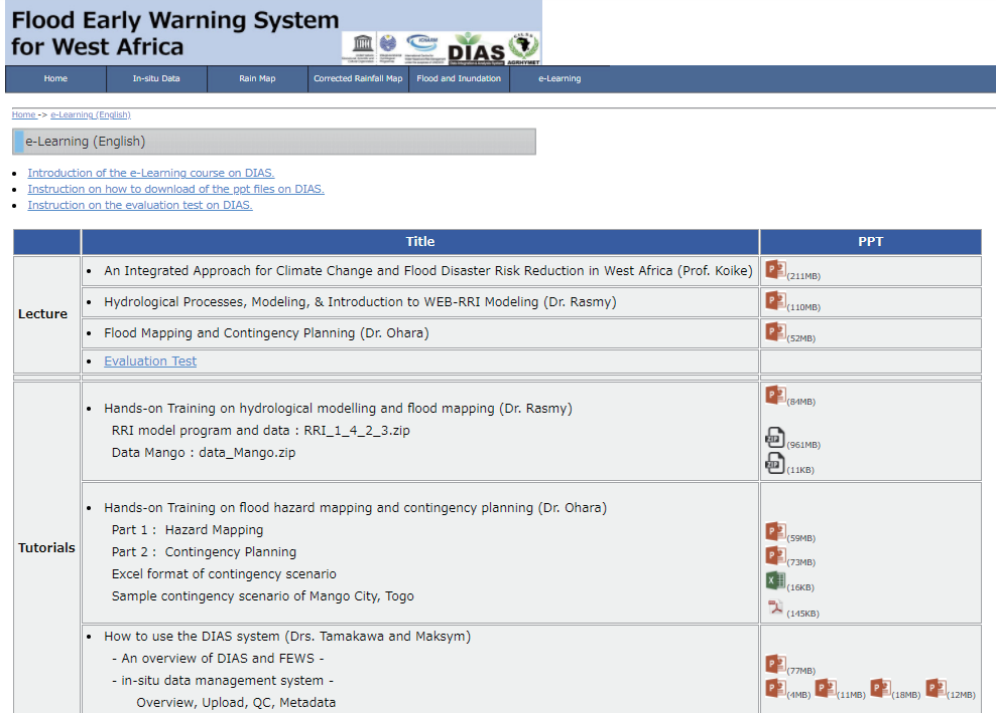 Flood Early Warning System
for West Africa
ICHARM
DIAS
AGRHYMET
Home
In-situ Data
Rain Map
Corrected Rainfall Map
Flood and Inundation
e-Learning
Home -> e-Learning (English)
e-Learning (English)
• Introduction of the e-Learning course on DIAS.
• Instruction on how to download of the ppt files on DIAS.
• Instruction on the evaluation test on DIAS.
Title
PPT
Lecture
• An Integrated Approach for Climate Change and Flood Disaster Risk Reduction in West Africa (Prof. Koike)
(211MB)
• Hydrological Processes, Modeling, & Introduction to WEB-RRI Modeling (Dr. Rasmy)
(110MB)
• Flood Mapping and Contingency Planning (Dr. Ohara)
(52MB)
• Evaluation Test
Tutorials
• Hands-on Training on hydrological modelling and flood mapping (Dr. Rasmy)
(84MB)
RRI model program and data : RRI_1_4_2_3.zip
ZIP (961MB)
Data Mango : data_Mango.zip
ZIP (11KB)
• Hands-on Training on flood hazard mapping and contingency planning (Dr. Ohara)
Part 1 : Hazard Mapping
(59MB)
Part 2 : Contingency Planning
(73MB)
Excel format of contingency scenario
(16KB)
Sample contingency scenario of Mango City, Togo
(145KB)
• How to use the DIAS system (Drs. Tamakawa and Maksym)
- An overview of DIAS and FEWS -
(77MB)
- in-situ data management system -
(4MB) (11MB) (18MB) (12MB)
Overview, Upload, QC, Metadata